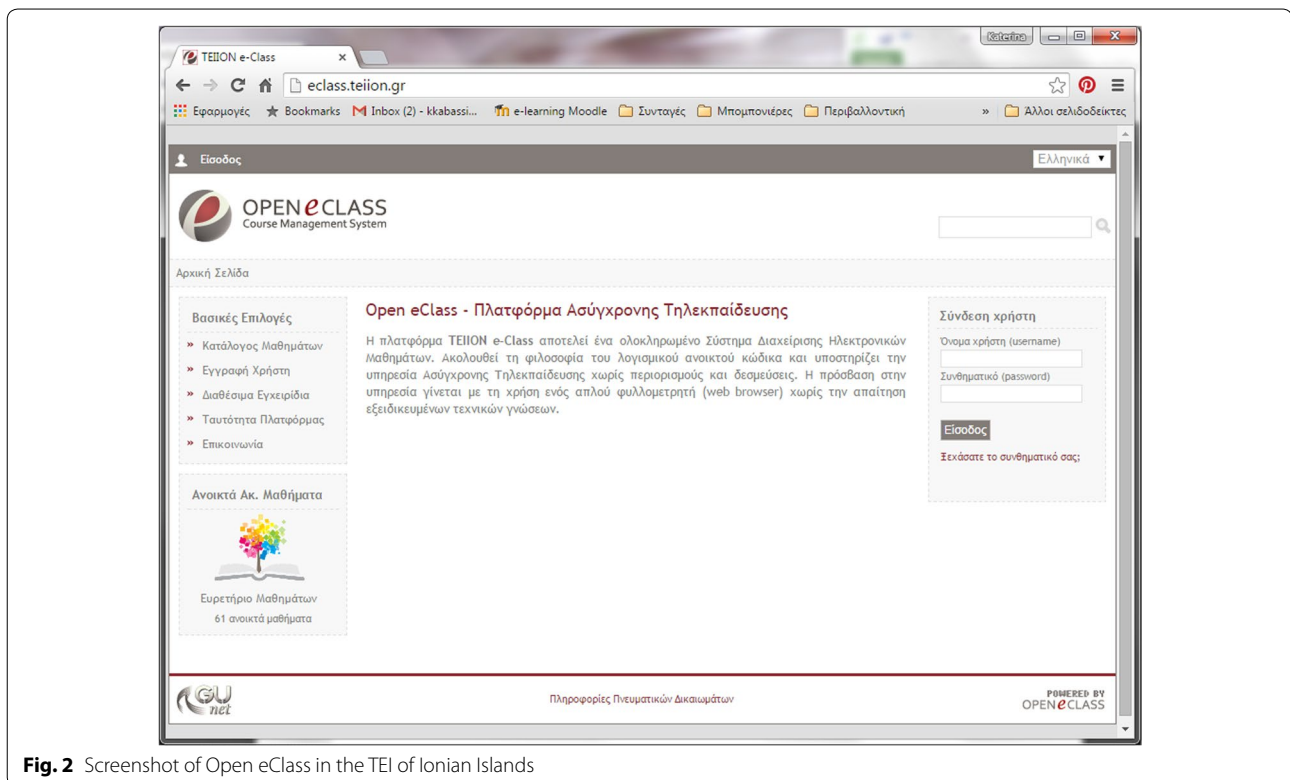 Katerina
TEIION e-Class
eclass.teiion.gr
Εφαρμογές Bookmarks Inbox (2) - kkabassi... e-learning Moodle Συνταγές Μπομπονιέρες Περιβαλλοντική » Άλλοι σελιδοδείκτες
Είσοδος
Ελληνικά
OPEN eCLASS
Course Management System
Αρχική Σελίδα
Βασικές Επιλογές
» Κατάλογος Μαθημάτων
» Εγγραφή Χρήστη
» Διαθέσιμα Εγχειρίδια
» Ταυτότητα Πλατφόρμας
» Επικοινωνία
Ανοικτά Ακ. Μαθήματα
Ευρετήριο Μαθημάτων
61 ανοικτά μαθήματα
Open eClass - Πλατφόρμα Ασύγχρονης Τηλεκπαίδευσης
Η πλατφόρμα TEIION e-Class αποτελεί ένα ολοκληρωμένο Σύστημα Διαχείρισης Ηλεκτρονικών
Μαθημάτων. Ακολουθεί τη φιλοσοφία του λογισμικού ανοικτού κώδικα και υποστηρίζει την
υπηρεσία Ασύγχρονης Τηλεκπαίδευσης χωρίς περιορισμούς και δεσμεύσεις. Η πρόσβαση στην
υπηρεσία γίνεται με τη χρήση ενός απλού φυλλομετρητή (web browser) χωρίς την απαίτηση
εξειδικευμένων τεχνικών γνώσεων.
Σύνδεση χρήστη
Όνομα χρήστη (username)
Συνθηματικό (password)
Είσοδος
Ξεχάσατε το συνθηματικό σας;
GU
net
Πληροφορίες Πνευματικών Δικαιωμάτων
POWERED BY
OPEN eCLASS
Fig. 2 Screenshot of Open eClass in the TEI of Ionian Islands